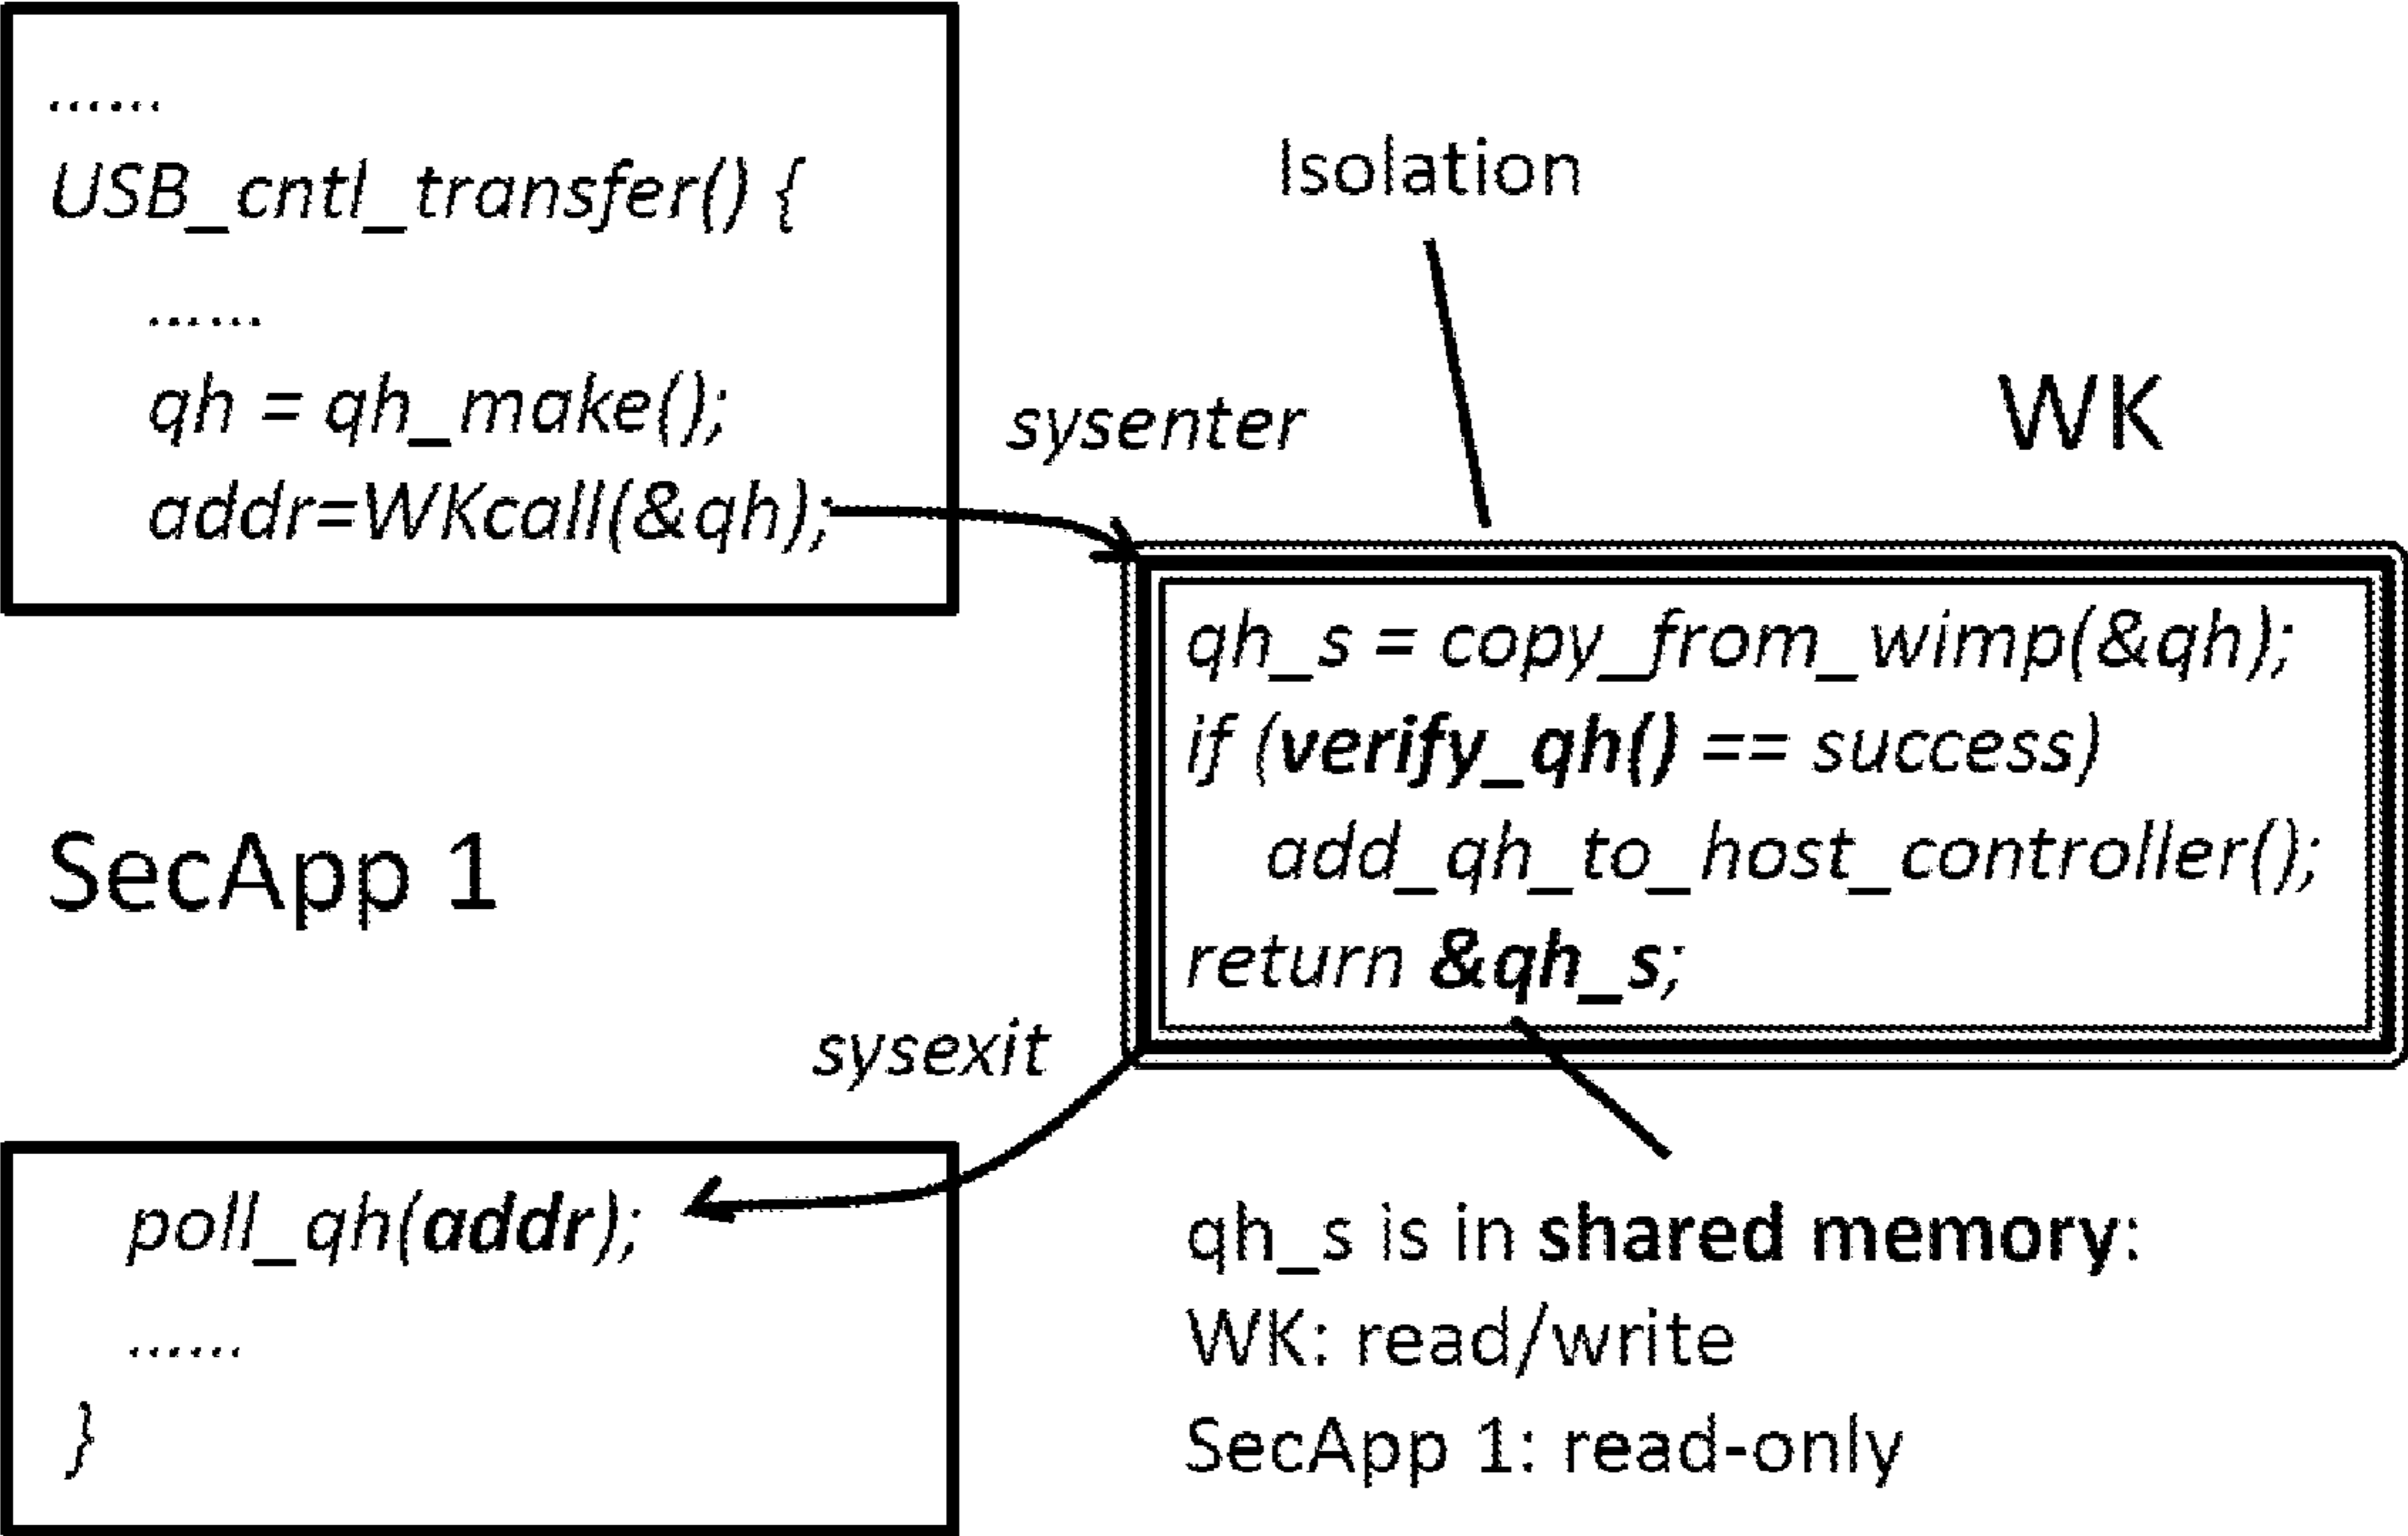 ......
USB_cntl_transfer() {
......
qh = qh_make();
addr=WKcall(&qh);
sysenter
Isolation
WK
qh_s = copy_from_wimp(&qh);
if (verify_qh() == success)
add_qh_to_host_controller();
return &qh_s;
SecApp 1
sysexit
poll_qh(addr);
......
}
qh_s is in shared memory:
WK: read/write
SecApp 1: read-only